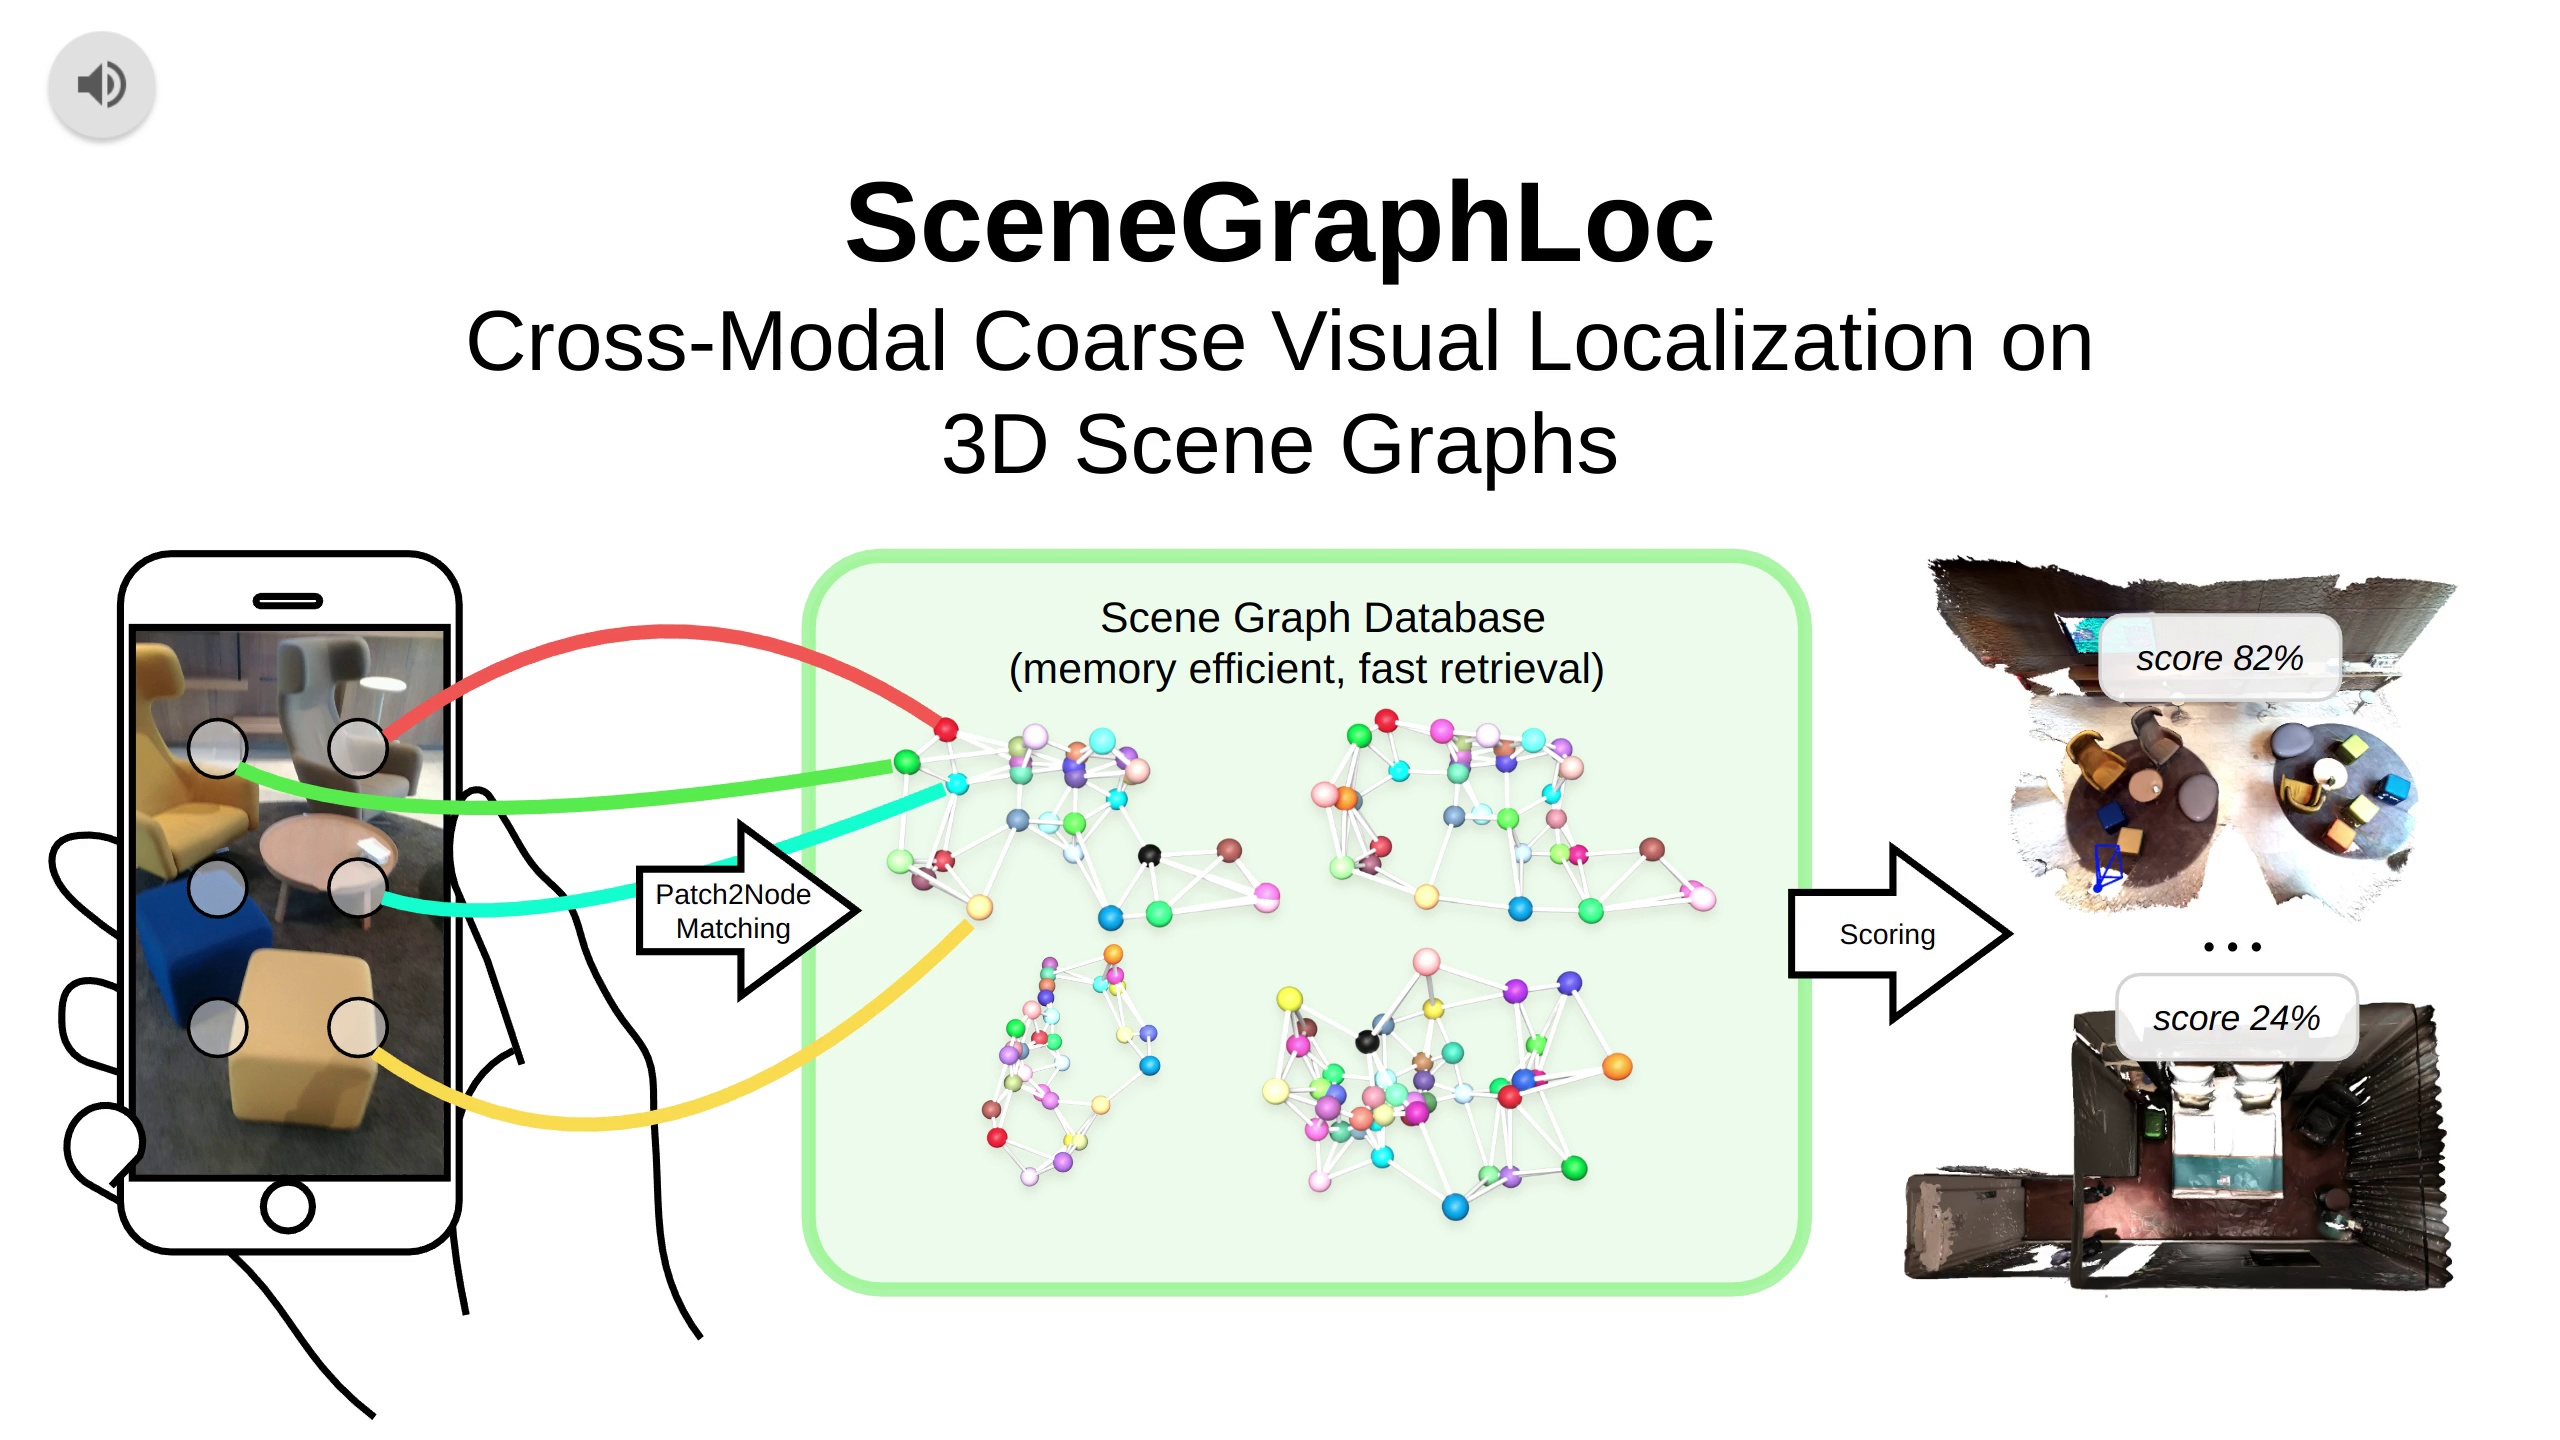 SceneGraphLoc
Cross-Modal Coarse Visual Localization on
3D Scene Graphs
Scene Graph Database
(memory efficient, fast retrieval)
score 82%
Patch2Node
Matching
Scoring
...
score 24%